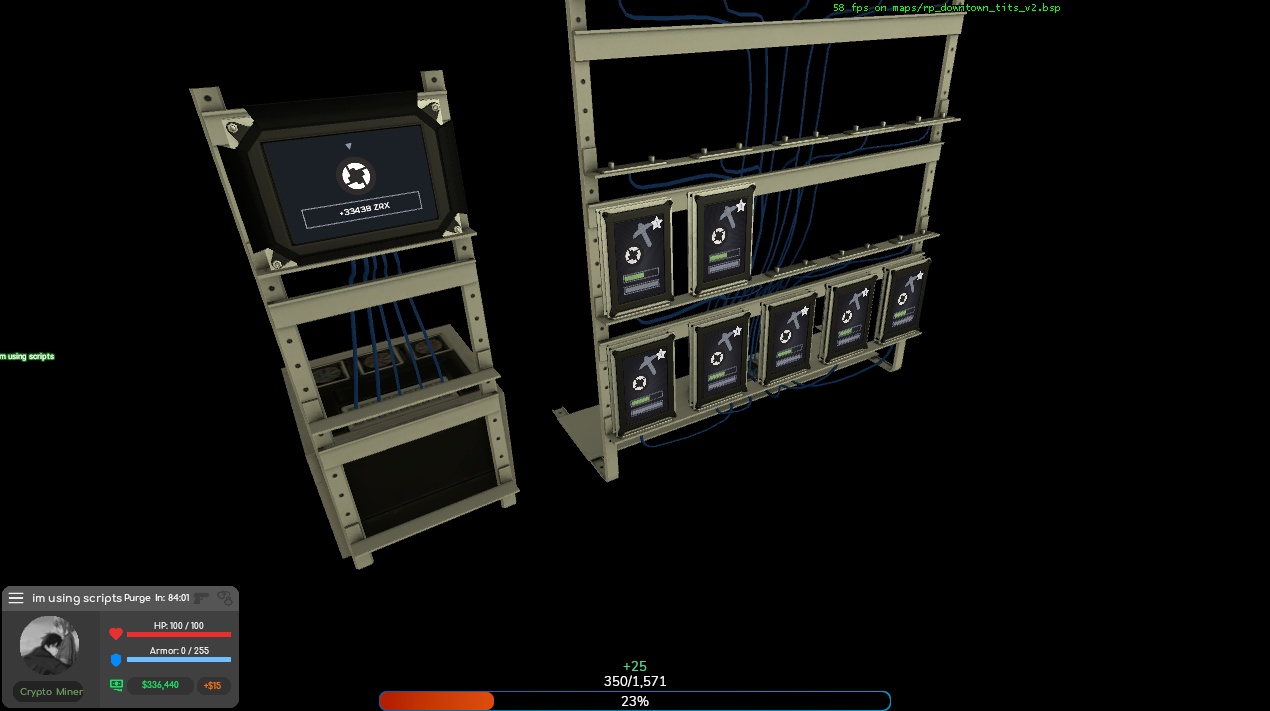 58 fps on maps/rp_downtown_tits_v2.bsp
+33438 ZRX
m using scripts
im using scripts Purge In: 84:01
HP: 100 / 100
Armor: 0 / 255
Crypto Miner
$336,440
+$15
+25
350/1,571
23%